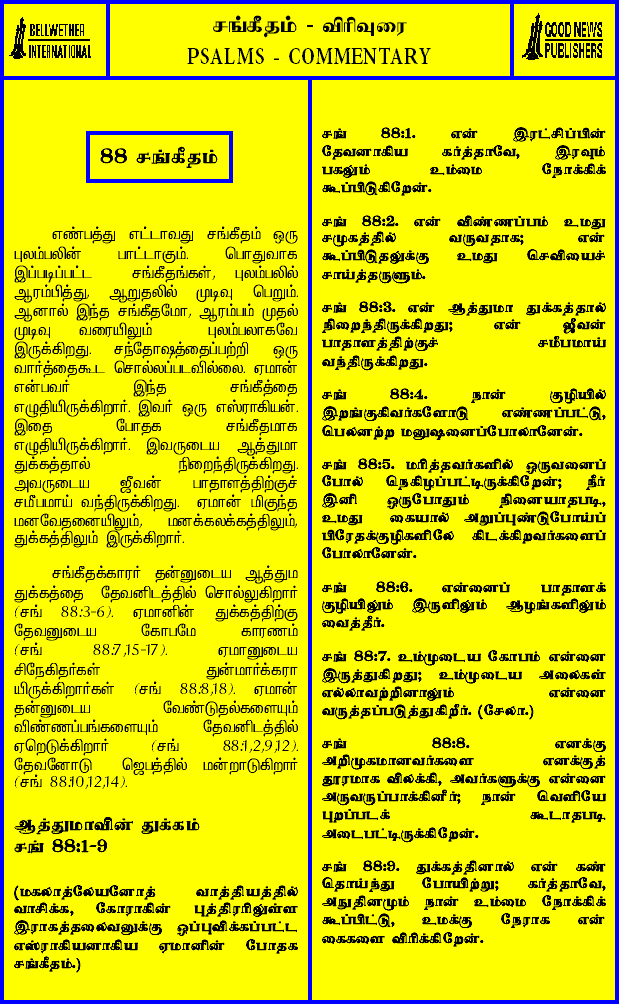 BELLWETHER
INTERNATIONAL
சங்கீதம் - விரிவுரை
PSALMS - COMMENTARY
GOOD NEWS
PUBLISHERS
88 சங்கீதம்
எண்பத்து எட்டாவது சங்கீதம் ஒரு
புலம்பலின் பாட்டாகும். பொதுவாக
இப்படிப்பட்ட சங்கீதங்கள், புலம்பலில்
ஆரம்பித்து, ஆறுதலில் முடிவு பெறும்.
ஆனால் இந்த சங்கீதமோ, ஆரம்பம் முதல்
முடிவு வரையிலும் புலம்பலாகவே
இருக்கிறது. சந்தோஷத்தைப்பற்றி ஒரு
வார்த்தைகூட சொல்லப்படவில்லை. ஏமான்
என்பவர் இந்த சங்கீத்தை
எழுதியிருக்கிறார். இவர் ஒரு எஸ்ராகியன்.
இதை போதக சங்கீதமாக
எழுதியிருக்கிறார். இவருடைய ஆத்துமா
துக்கத்தால் நிறைந்திருக்கிறது.
அவருடைய ஜீவன் பாதாளத்திற்குச்
சமீபமாய் வந்திருக்கிறது. ஏமான் மிகுந்த
மனவேதனையிலும், மனக்கலக்கத்திலும்,
துக்கத்திலும் இருக்கிறார்.
சங்கீதக்காரர் தன்னுடைய ஆத்தும
துக்கத்தை தேவனிடத்தில் சொல்லுகிறார்
(சங் 88:3-6). ஏமானின் துக்கத்திற்கு
தேவனுடைய கோபமே காரணம்
(சங் 88:7,15-17). ஏமானுடைய
சிநேகிதர்கள் துன்மார்க்கரா
யிருக்கிறார்கள் (சங் 88:8,18). ஏமான்
தன்னுடைய வேண்டுதல்களையும்
விண்ணப்பங்களையும் தேவனிடத்தில்
ஏறெடுக்கிறார் (சங் 88:1,2,9,12).
தேவனோடு ஜெபத்தில் மன்றாடுகிறார்
(சங் 88:10,12,14).
ஆத்துமாவின் துக்கம்
சங் 88:1-9
(மகலாத்லேயனோத் வாத்தியத்தில்
வாசிக்க, கோராகின் புத்திரரிலுள்ள
இராகத்தலைவனுக்கு ஒப்புவிக்கப்பட்ட
எஸ்ராகியனாகிய ஏமானின் போதக
சங்கீதம்.)
சங் 88:1. என் இரட்சிப்பின்
தேவனாகிய கர்த்தாவே, இரவும்
பகலும் உம்மை நோக்கிக்
கூப்பிடுகிறேன்.
சங் 88:2. என் விண்ணப்பம் உமது
சமுகத்தில் வருவதாக; என்
கூப்பிடுதலுக்கு உமது செவியைச்
சாய்த்தருளும்.
சங் 88:3. என் ஆத்துமா துக்கத்தால்
நிறைந்திருக்கிறது; என் ஜீவன்
பாதாளத்திற்குச் சமீபமாய்
வந்திருக்கிறது.
சங் 88:4. நான் குழியில்
இறங்குகிறவர்களோடு எண்ணப்பட்டு,
பெலனற்ற மனுஷனைப்போலானேன்.
சங் 88:5. மரித்தவர்களில் ஒருவனைப்
போல் நெகிழப்பட்டிருக்கிறேன்; நீர்
இனி ஒருபோதும் நினையாதபடி,
உமது கையால் அறுப்புண்டுபோய்ப்
பிரேதக்குழிகளிலே கிடக்கிறவர்களைப்
போலானேன்.
சங் 88:6. என்னைப் பாதாளக்
குழியிலும் இருளிலும் ஆழங்களிலும்
வைத்தீர்.
சங் 88:7. உம்முடைய கோபம் என்னை
இருத்துகிறது; உம்முடைய அலைகள்
எல்லாவற்றினாலும் என்னை
வருத்தப்படுத்துகிறீர். (சேலா.)
சங் 88:8. எனக்கு
அறிமுகமானவர்களை எனக்குத்
தூரமாக விலக்கி, அவர்களுக்கு என்னை
அருவருப்பாக்கினீர்; நான் வெளியே
புறப்படக் கூடாதபடி
அடைபட்டிருக்கிறேன்.
சங் 88:9. துக்கத்தினால் என் கண்
தொய்ந்து போயிற்று; கர்த்தாவே,
அநுதினமும் நான் உம்மை நோக்கிக்
கூப்பிட்டு, உமக்கு நேராக என்
கைகளை விரிக்கிறேன்.